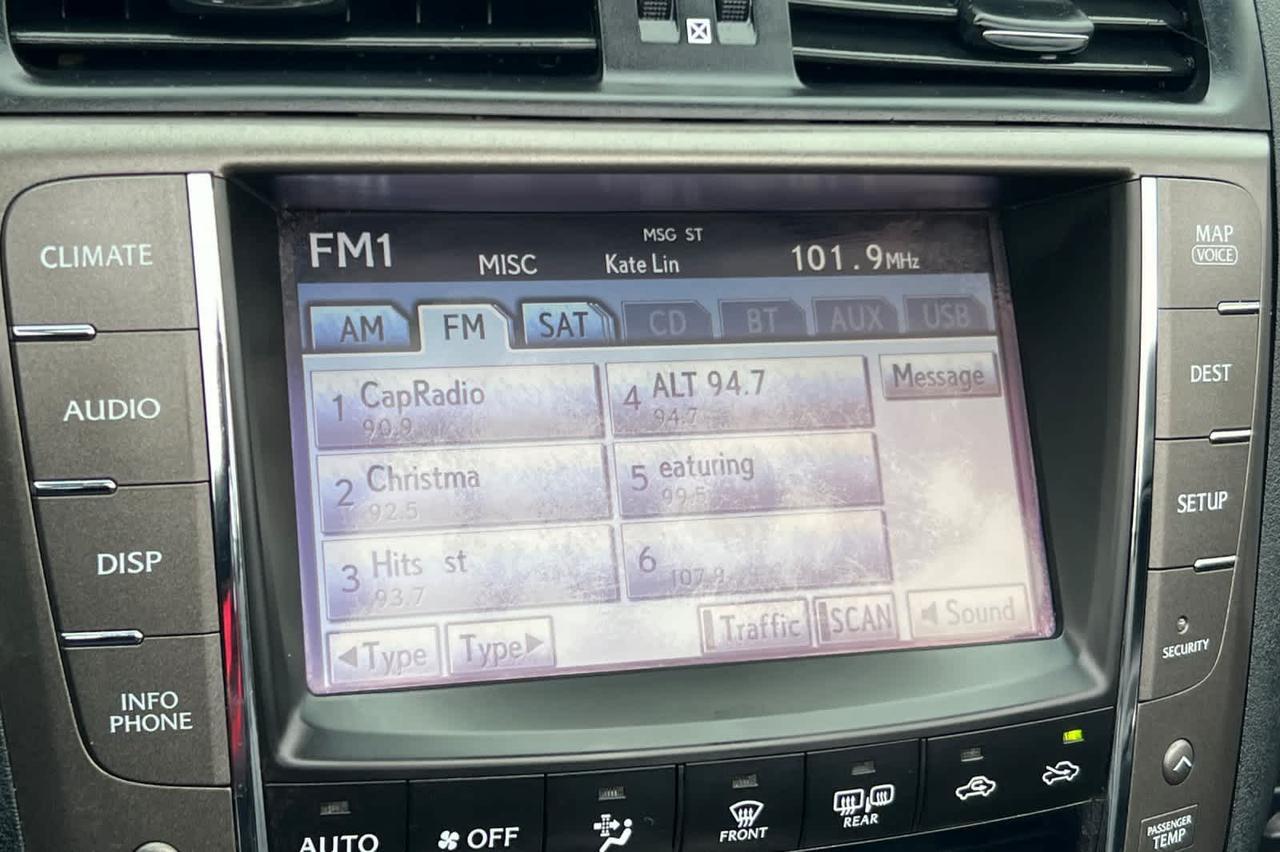 CLIMATE
AUDIO
DISP
INFO
PHONE
FM1
MISC
MSG ST
Kate Lin
101.9MHz
AM FM SAT CD BT AUX USB
1 CapRadio
90.9
4 ALT 94.7
94.7
Message
2 Christma
92.5
5 eaturing
99.5
3 Hits st
93.7
6
107.9
Type Type Traffic SCAN Sound
MAP
VOICE
DEST
SETUP
SECURITY
AUTO
OFF
FRONT
REAR
PASSENGER
TEMP